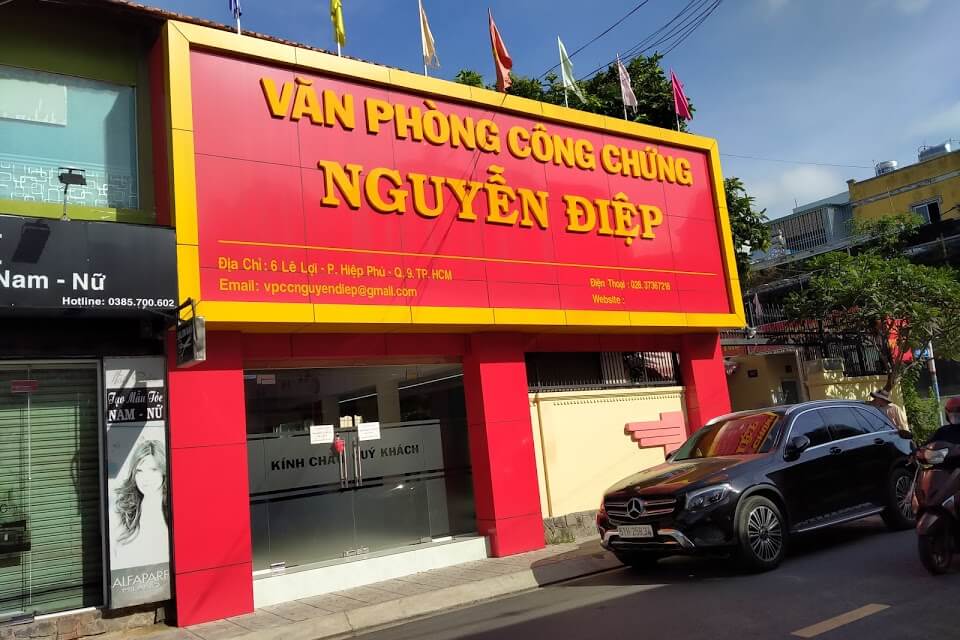 VĂN PHÒNG CÔNG CHỨNG
NGUYỄN ĐIỆP
Địa Chỉ : 6 Lê Lợi - P. Hiệp Phú - Q. 9. TP. HCM
Email : vpccnguyendiep@gmail.com
Điện Thoại : 028.37367218
Website :
Nam - Nữ
Hotline: 0385.700.602
Tạo Mẫu Tóc
NAM - NỮ
ALFAPARF
MILANO
KÍNH CHÀO QUÝ KHÁCH